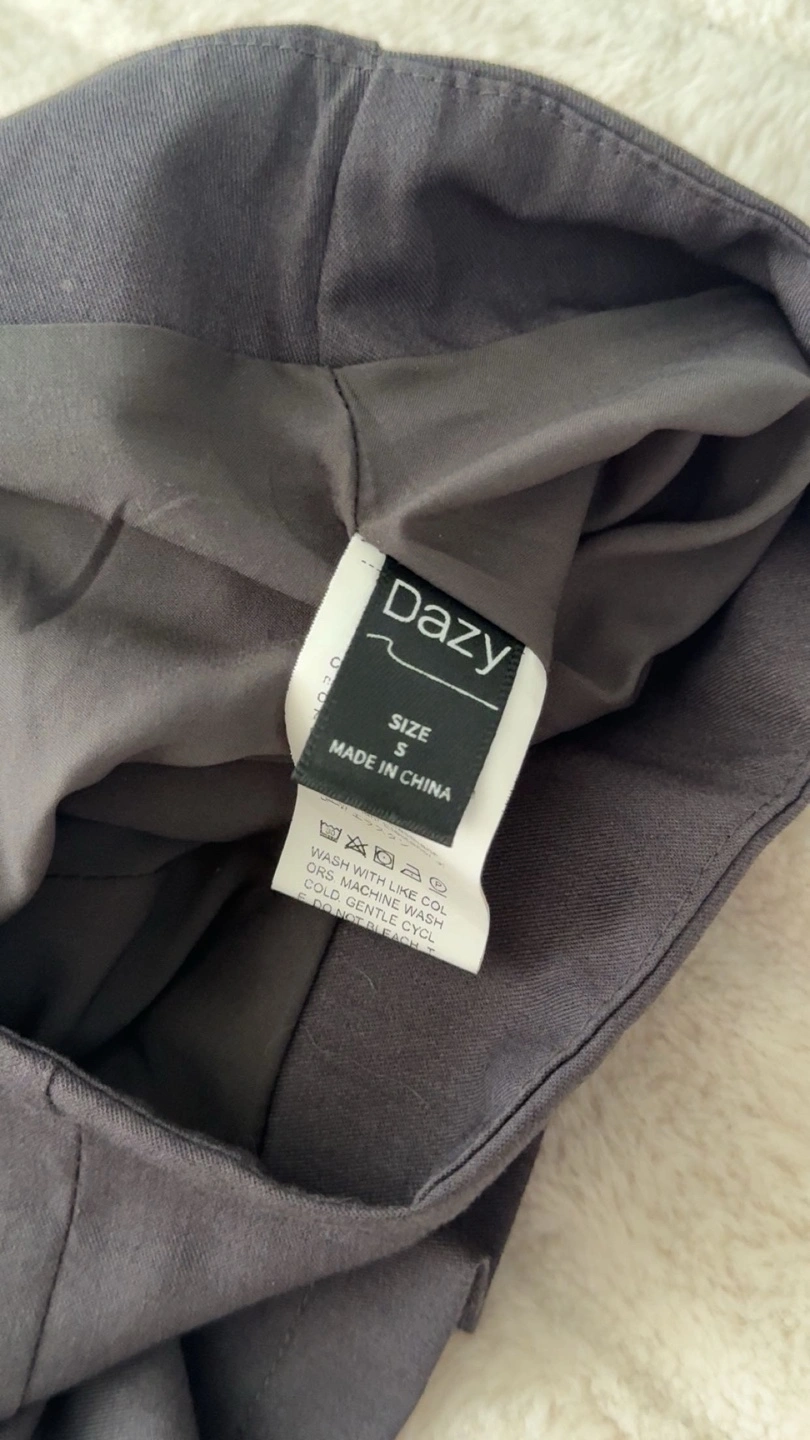 Dazy
SIZE
S
MADE IN CHINA
WASH WITH LIKE COL
ORS. MACHINE WASH
COLD. GENTLE CYCL
E. DO NOT BLEACH. T